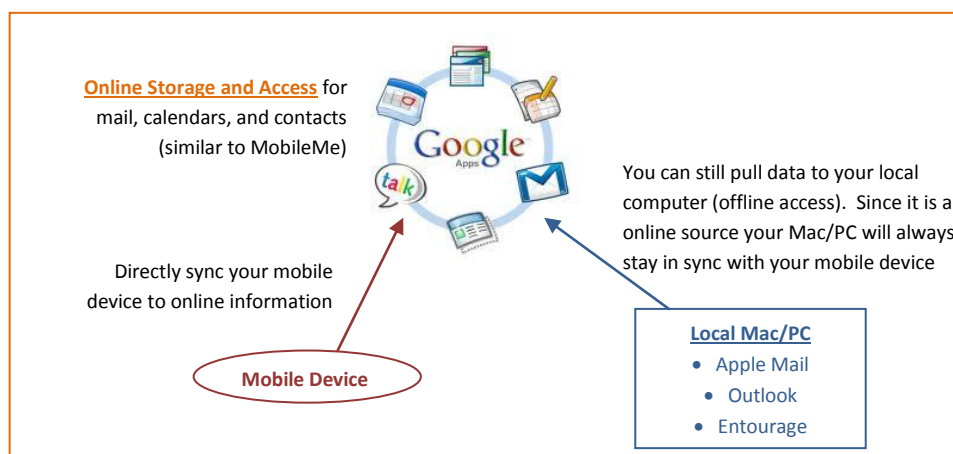 Online Storage and Access for
mail, calendars, and contacts
(similar to MobileMe)
Google
Apps
talk
You can still pull data to your local
computer (offline access).  Since it is a
online source your Mac/PC will always
stay in sync with your mobile device
Directly sync your mobile
device to online information
Mobile Device
Local Mac/PC
• Apple Mail
• Outlook
• Entourage